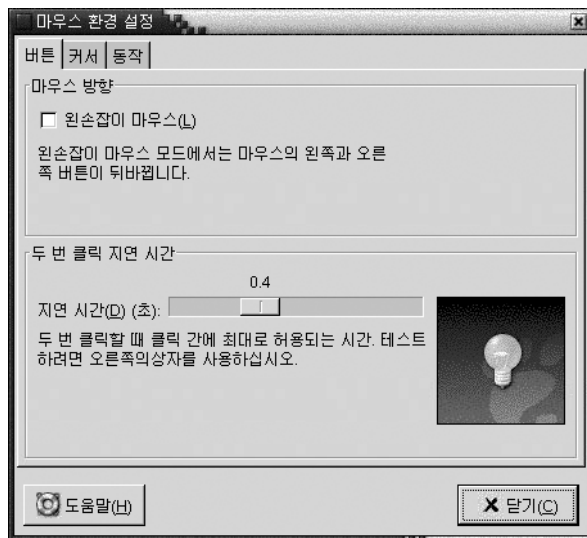 마우스 환경 설정
버튼 커서 동작
마우스 방향
왼손잡이 마우스(L)
왼손잡이 마우스 모드에서는 마우스의 왼쪽과 오른
쪽 버튼이 뒤바뀝니다.
두 번 클릭 지연 시간
0.4
지연 시간(D) (초):
두 번 클릭할 때 클릭 간에 최대로 허용되는 시간. 테스트
하려면 오른쪽의상자를 사용하십시오.
도움말(H)
닫기(C)